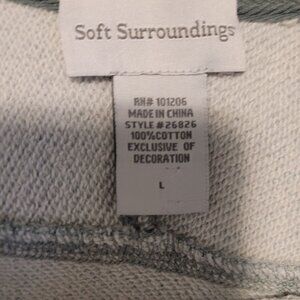 Soft Surroundings
RN# 101206
MADE IN CHINA
STYLE #26826
100%COTTON
EXCLUSIVE OF
DECORATION
L